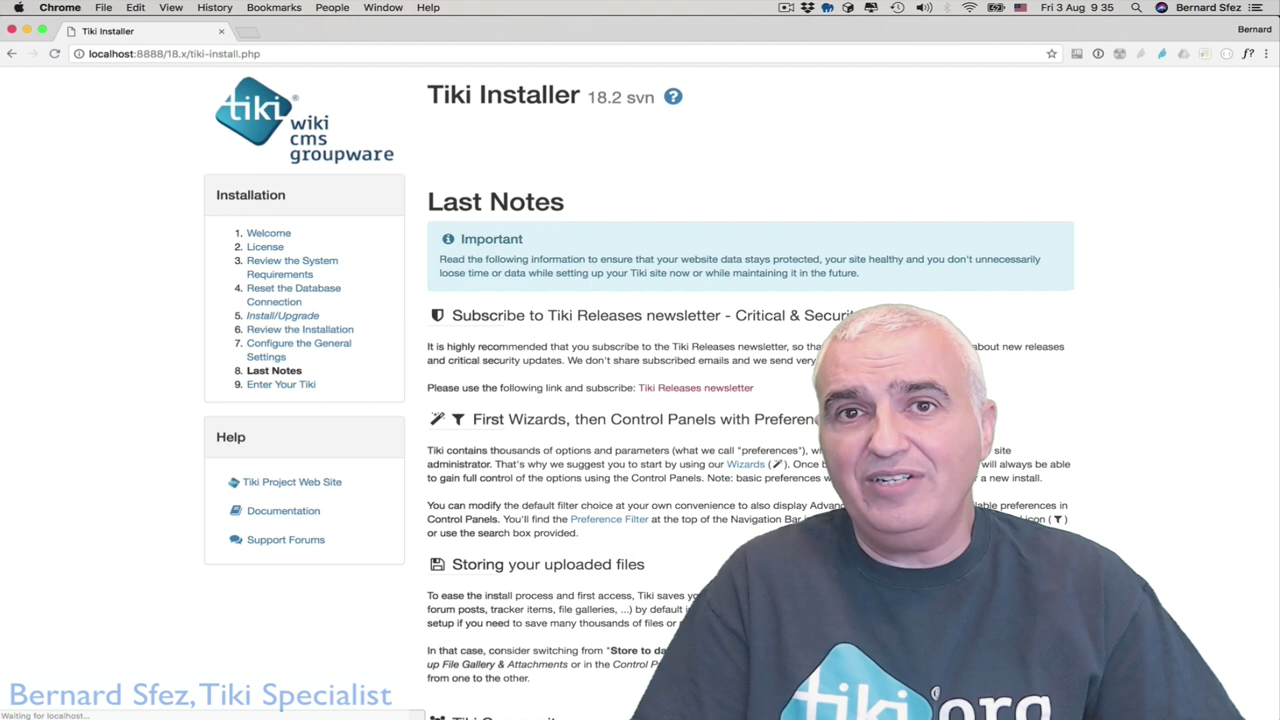 Chrome File Edit View History Bookmarks People Window Help Fri 3 Aug 9 35 Bernard Sfez
Tiki Installer Bernard
localhost:8888/18.x/tiki-install.php
tiki
wiki
cms
groupware
Tiki Installer 18.2 svn ?
Installation
1. Welcome
2. License
3. Review the System
Requirements
4. Reset the Database
Connection
5. Install/Upgrade
6. Review the Installation
7. Configure the General
Settings
8. Last Notes
9. Enter Your Tiki
Help
Tiki Project Web Site
Documentation
Support Forums
Last Notes
Important
Read the following information to ensure that your website data stays protected, your site healthy and you don't unnecessarily
loose time or data while setting up your Tiki site now or while maintaining it in the future.
Subscribe to Tiki Releases newsletter - Critical & Securit
It is highly recommended that you subscribe to the Tiki Releases newsletter, so tha about new releases
and critical security updates. We don't share subscribed emails and we send very
Please use the following link and subscribe: Tiki Releases newsletter
First Wizards, then Control Panels with Preferen
Tiki contains thousands of options and parameters (what we call "preferences"), w site
administrator. That's why we suggest you to start by using our Wizards ( ). Once b will always be able
to gain full control of the options using the Control Panels. Note: basic preferences w a new install.
You can modify the default filter choice at your own convenience to also display Advan lable preferences in
Control Panels. You'll find the Preference Filter at the top of the Navigation Bar icon ( )
or use the search box provided.
Storing your uploaded files
To ease the install process and first access, Tiki saves yo
forum posts, tracker items, file galleries, ...) by default i
setup if you need to save many thousands of files or
In that case, consider switching from "Store to da
up File Gallery & Attachments or in the Control P
from one to the other.
tiki org
Bernard Sfez, Tiki Specialist
Waiting for localhost...